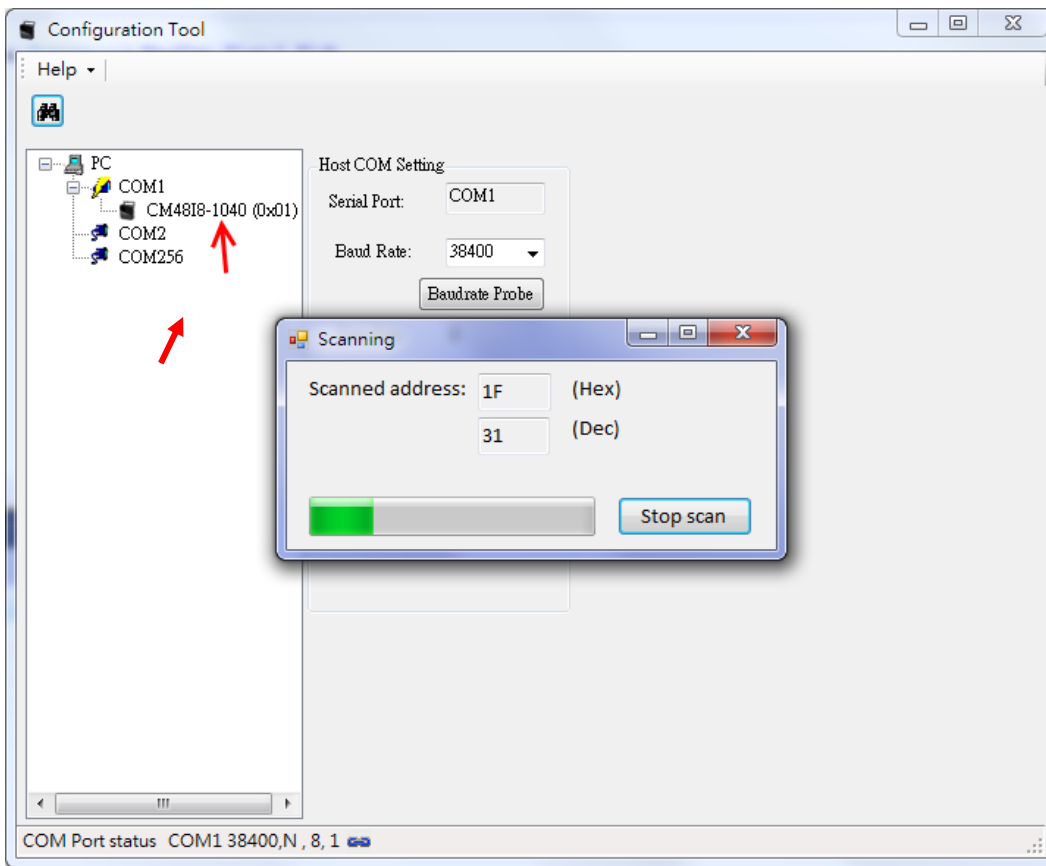 Configuration Tool
Help
PC
COM1
CM48I8-1040 (0x01)
COM2
COM256
Host COM Setting
Serial Port: COM1
Baud Rate: 38400
Baudrate Probe
Scanning
Scanned address: 1F (Hex)
31 (Dec)
Stop scan
COM Port status COM1 38400,N , 8, 1